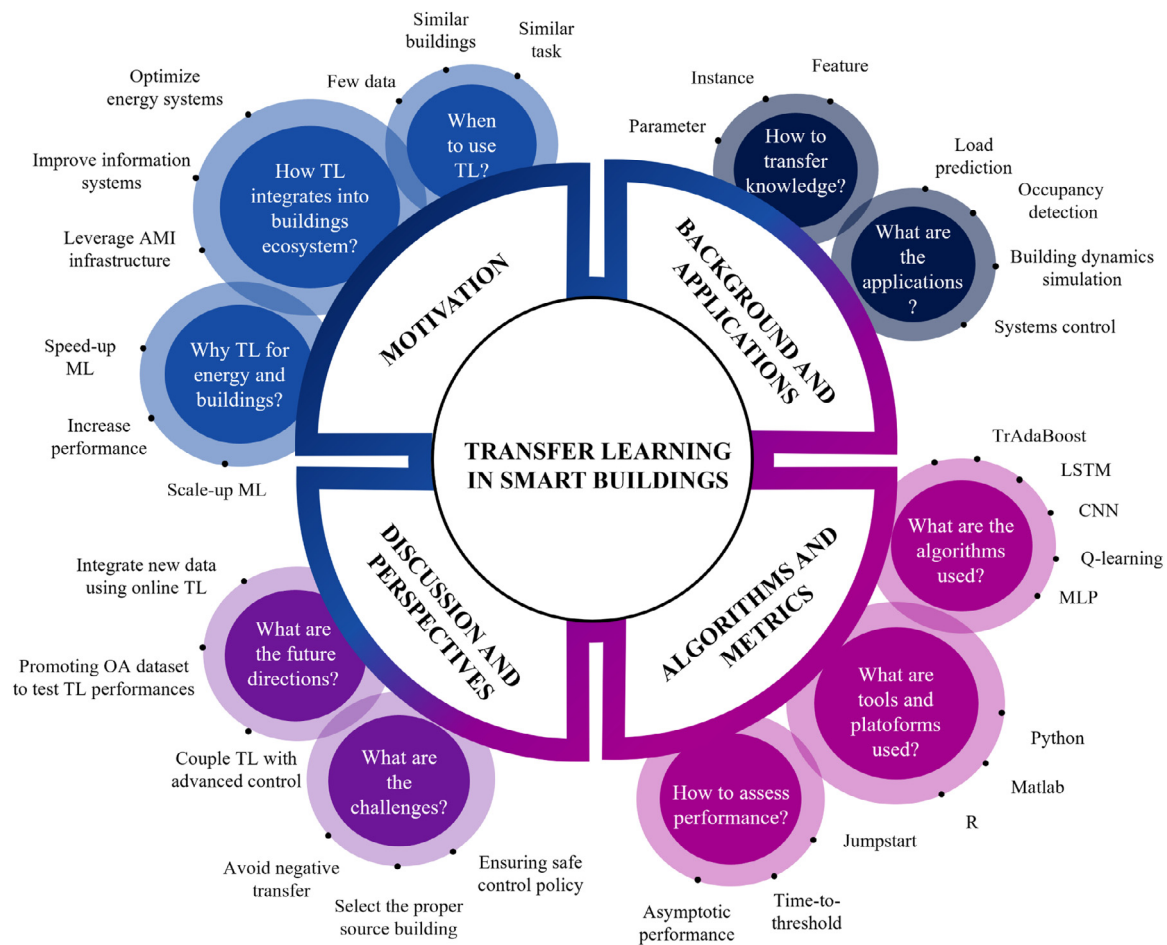 TRANSFER LEARNING
IN SMART BUILDINGS
MOTIVATION
When
to use
TL?
Few data
Similar
buildings
Similar
task
How TL
integrates into
buildings
ecosystem?
Optimize
energy systems
Improve information
systems
Leverage AMI
infrastructure
Why TL for
energy and
buildings?
Speed-up
ML
Increase
performance
Scale-up ML
BACKGROUND AND
APPLICATIONS
How to
transfer
knowledge?
Parameter
Instance
Feature
What are
the
applications
?
Load
prediction
Occupancy
detection
Building dynamics
simulation
Systems control
ALGORITHMS AND
METRICS
What are the
algorithms
used?
TrAdaBoost
LSTM
CNN
Q-learning
MLP
What are
tools and
platoforms
used?
Python
Matlab
R
How to assess
performance?
Jumpstart
Time-to-
threshold
Asymptotic
performance
DISCUSSION AND
PERSPECTIVES
What are
the future
directions?
Integrate new data
using online TL
Promoting OA dataset
to test TL performances
Couple TL with
advanced control
What are
the
challenges?
Avoid negative
transfer
Select the proper
source building
Ensuring safe
control policy